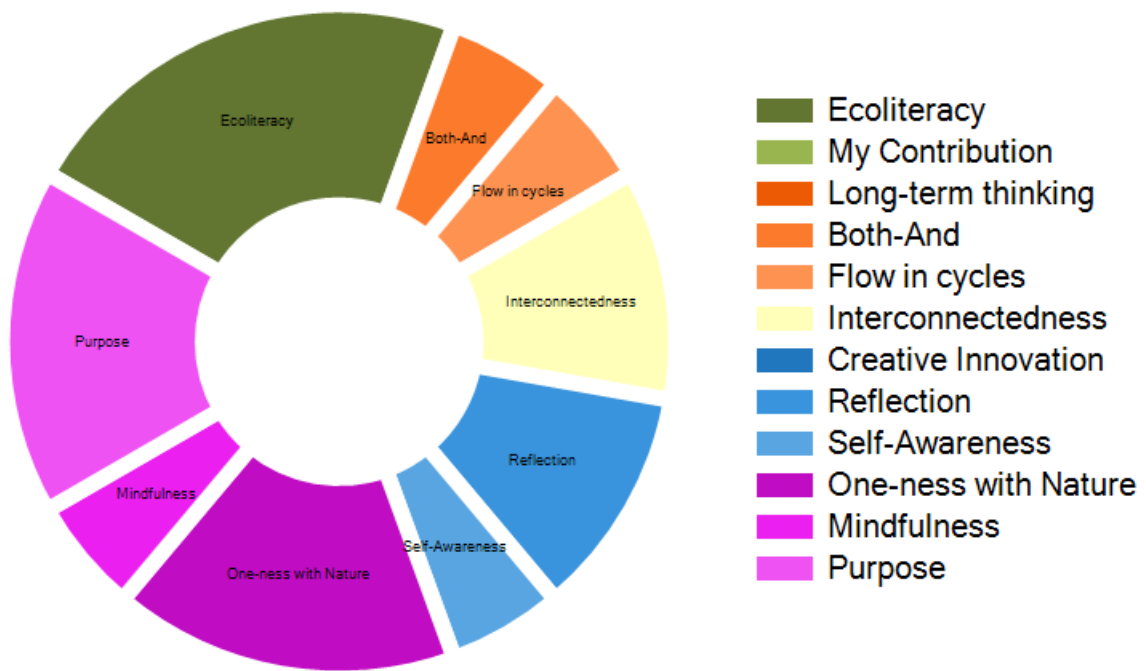 Ecoliteracy
Both-And
Flow in cycles
Interconnectedness
Purpose
Reflection
Mindfulness
Self-Awareness
One-ness with Nature
Ecoliteracy
My Contribution
Long-term thinking
Both-And
Flow in cycles
Interconnectedness
Creative Innovation
Reflection
Self-Awareness
One-ness with Nature
Mindfulness
Purpose